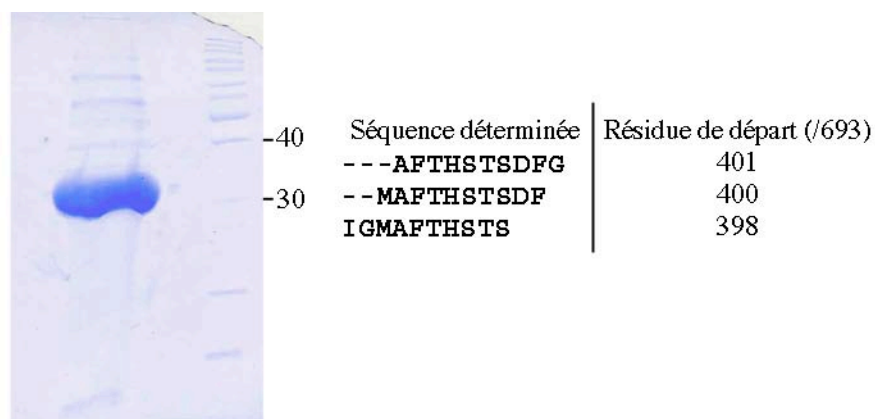 -40
-30
Séquence déterminée | Résidue de départ (/693)
---AFTHSTSDFG 401
--MAFTHSTSDF 400
IGMAFTHSTS 398